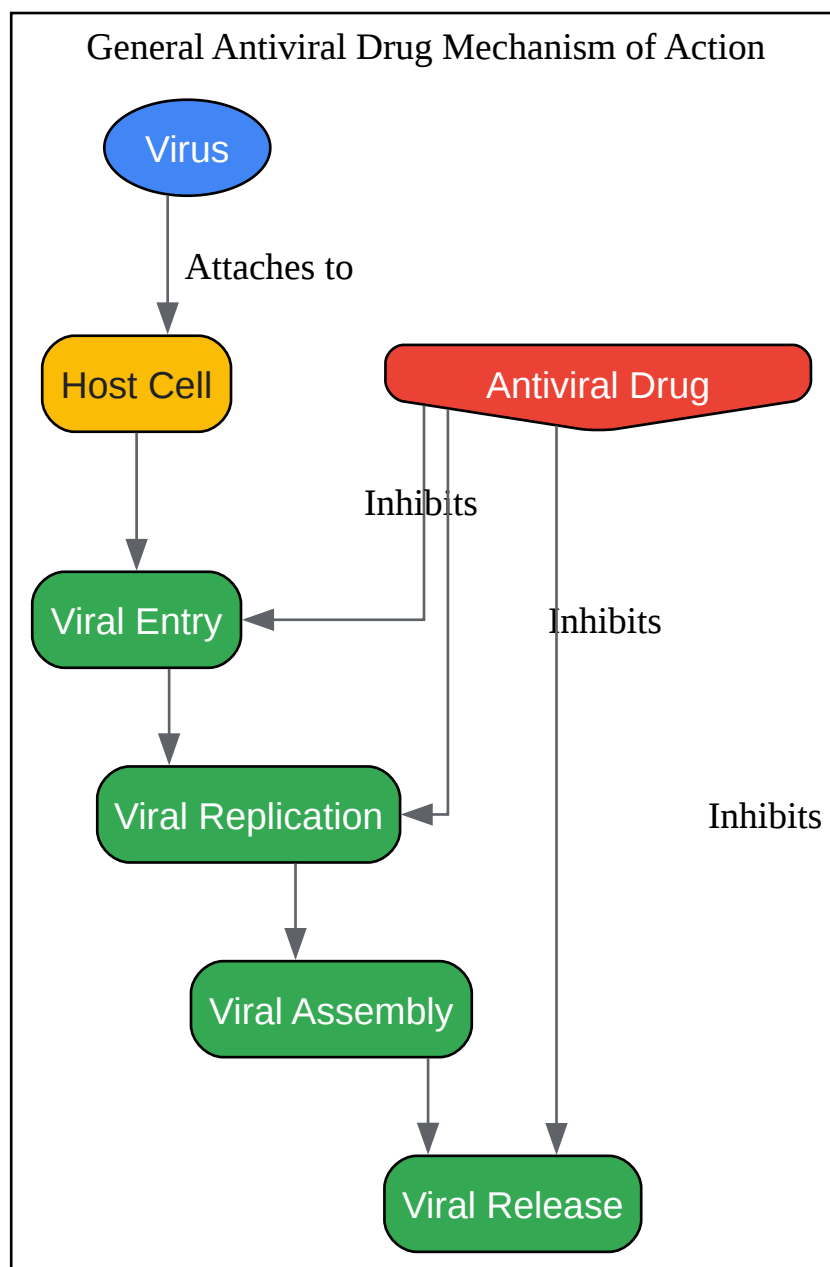 General Antiviral Drug Mechanism of Action
Virus
Attaches to
Host Cell
Antiviral Drug
Inhibits
Viral Entry
Inhibits
Viral Replication
Inhibits
Viral Assembly
Viral Release